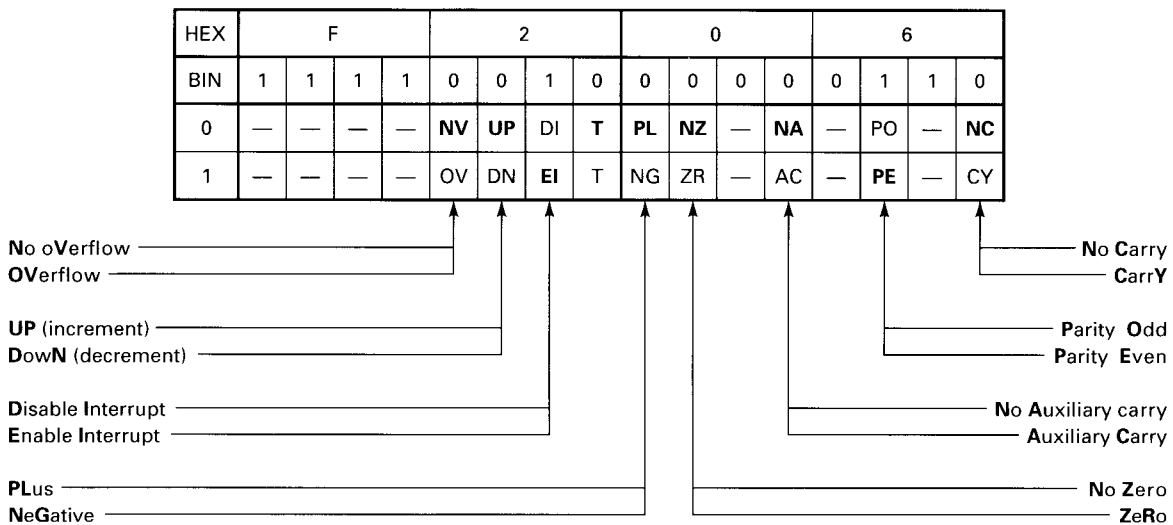 HEX F 2 0 6
BIN 1 1 1 1 0 0 1 0 0 0 0 0 0 1 1 0
0 — — — — NV UP DI T PL NZ — NA — PO — NC
1 — — — — OV DN EI T NG ZR — AC — PE — CY
No oVerflow
OVerflow
UP (increment)
DowN (decrement)
Disable Interrupt
Enable Interrupt
PLus
NeGative
No Carry
CarrY
Parity Odd
Parity Even
No Auxiliary carry
Auxiliary Carry
No Zero
ZeRo